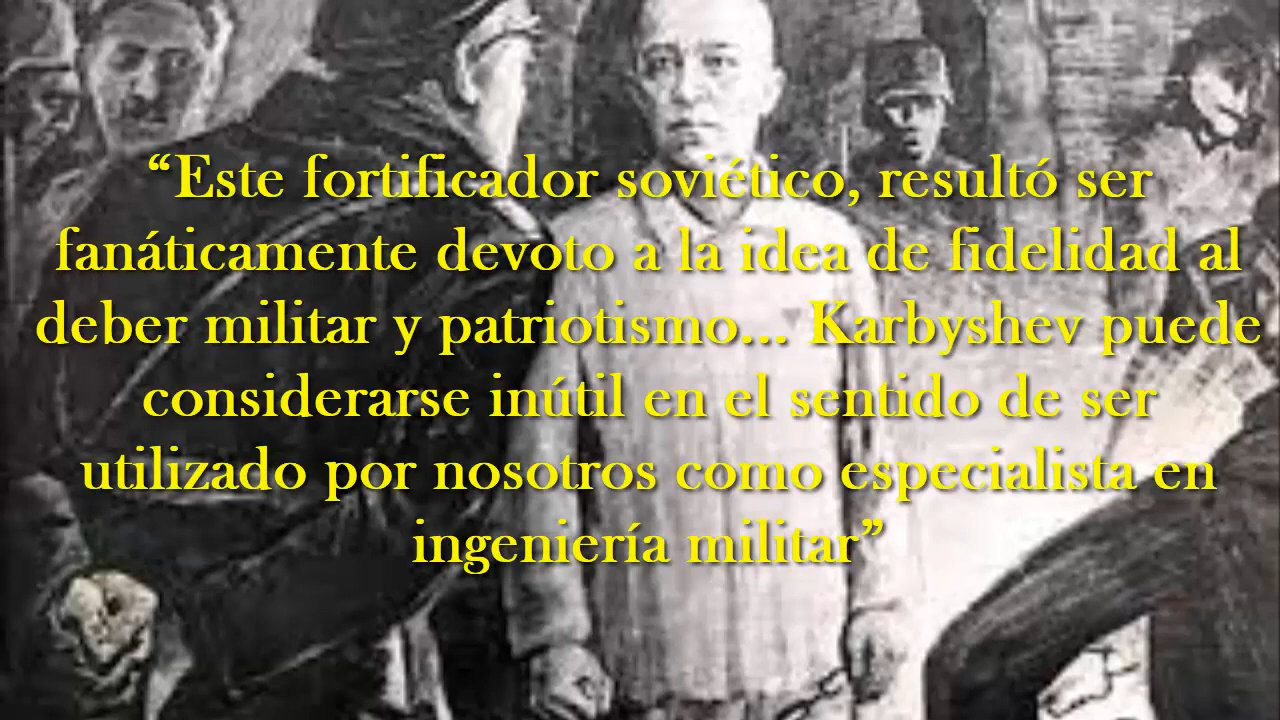 “Este fortificador soviético, resultó ser
fanáticamente devoto a la idea de fidelidad al
deber militar y patriotismo... Karbyshev puede
considerarse inútil en el sentido de ser
utilizado por nosotros como especialista en
ingeniería militar”